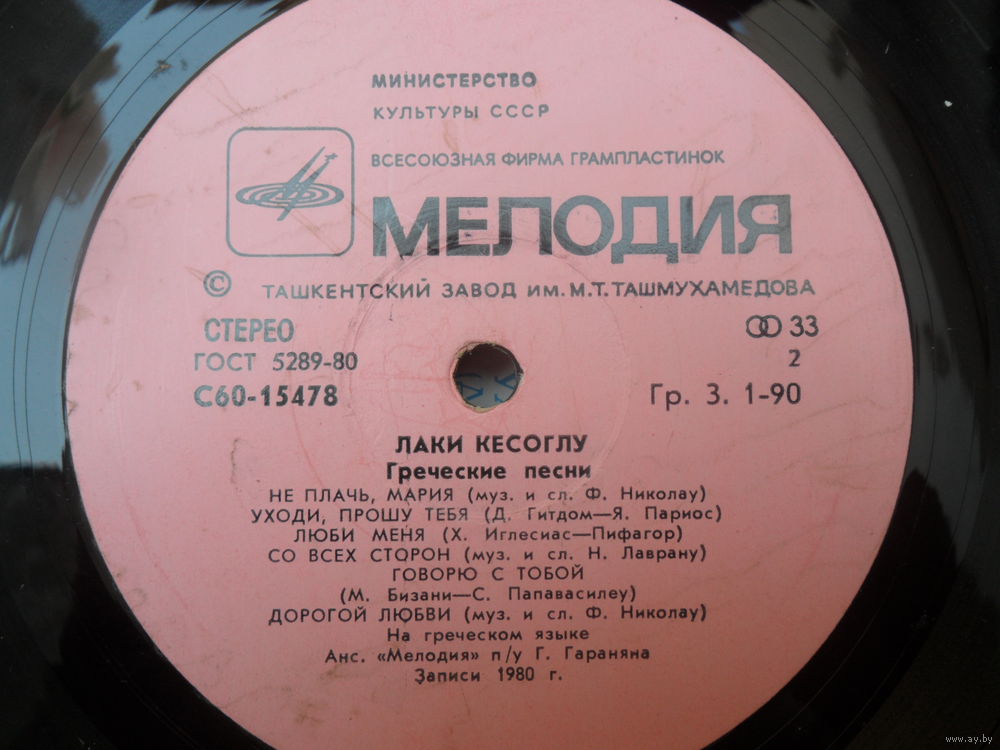 МИНИСТЕРСТВО
КУЛЬТУРЫ СССР
ВСЕСОЮЗНАЯ ФИРМА ГРАМПЛАСТИНОК
МЕЛОДИЯ
© ТАШКЕНТСКИЙ ЗАВОД ИМ. М.Т. ТАШМУХАМЕДОВА
СТЕРЕО 33
ГОСТ 5289-80 2
С60-15478 Гр. 3. 1-90
ЛАКИ КЕСОГЛУ
Греческие песни
НЕ ПЛАЧЬ, МАРИЯ (муз. и сл. Ф. Николау)
УХОДИ, ПРОШУ ТЕБЯ (Д. Гитдом—Я. Париос)
ЛЮБИ МЕНЯ (Х. Иглесиас—Пифагор)
СО ВСЕХ СТОРОН (муз. и сл. Н. Лаврану)
ГОВОРЮ С ТОБОЙ
(М. Бизани—С. Папавасилеу)
ДОРОГОЙ ЛЮБВИ (муз. и сл. Ф. Николау)
На греческом языке
Анс. «Мелодия» п/у Г. Гараняна
Записи 1980 г.
www.ay.by